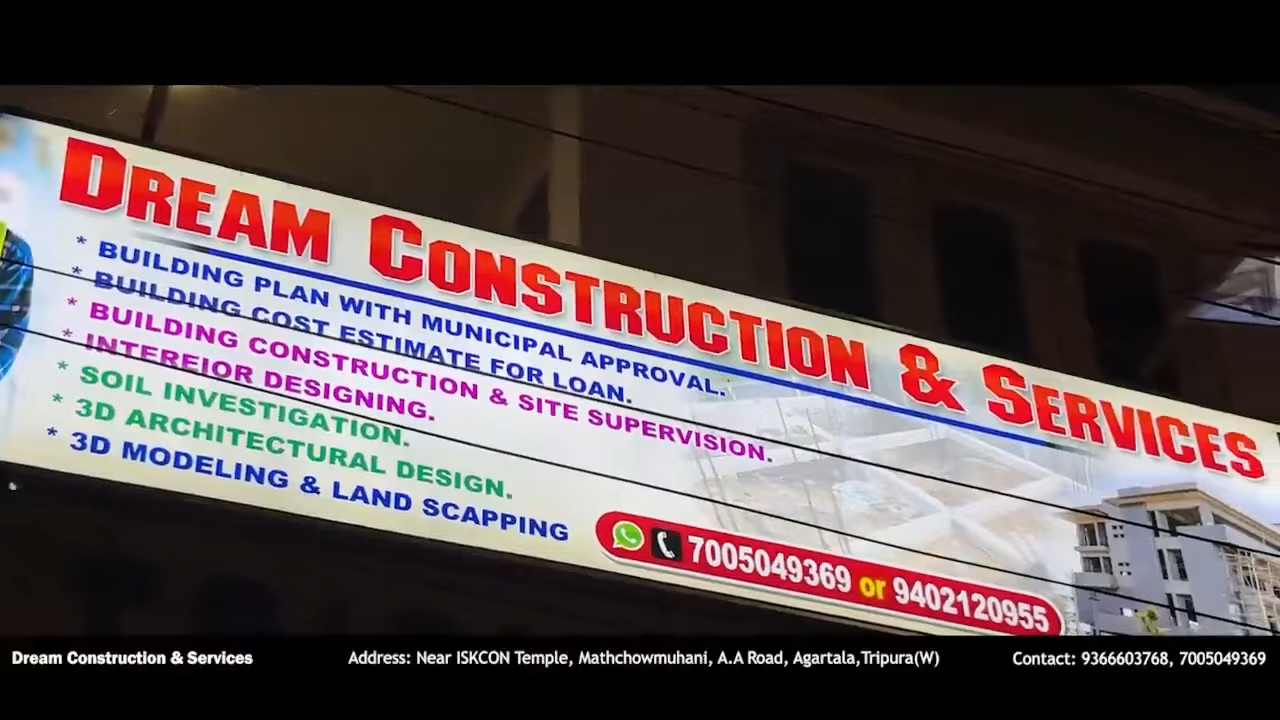 DREAM CONSTRUCTION & SERVICES
* BUILDING PLAN WITH MUNICIPAL APPROVAL.
* BUILDING COST ESTIMATE FOR LOAN.
* BUILDING CONSTRUCTION & SITE SUPERVISION.
* INTEREIOR DESIGNING.
* SOIL INVESTIGATION.
* 3D ARCHITECTURAL DESIGN.
* 3D MODELING & LAND SCAPPING
7005049369 or 9402120955
Dream Construction & Services
Address: Near ISKCON Temple, Mathchowmuhani, A.A Road, Agartala,Tripura(W)
Contact: 9366603768, 7005049369